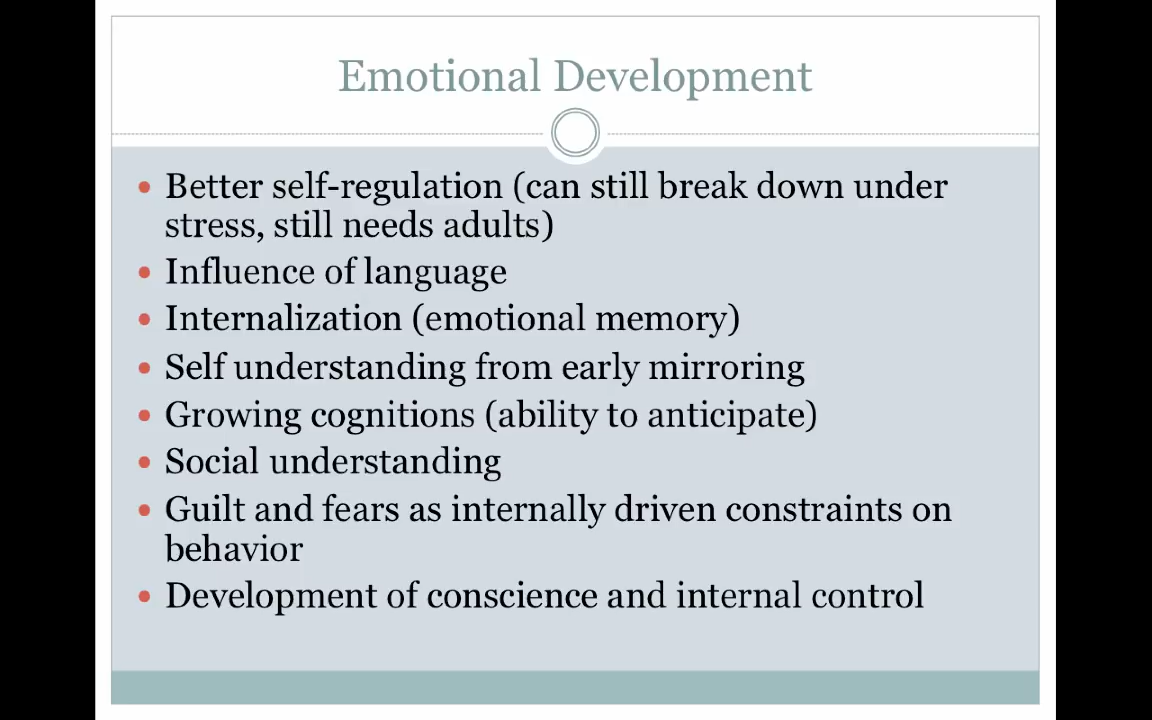 Emotional Development
• Better self-regulation (can still break down under
stress, still needs adults)
• Influence of language
• Internalization (emotional memory)
• Self understanding from early mirroring
• Growing cognitions (ability to anticipate)
• Social understanding
• Guilt and fears as internally driven constraints on
behavior
• Development of conscience and internal control